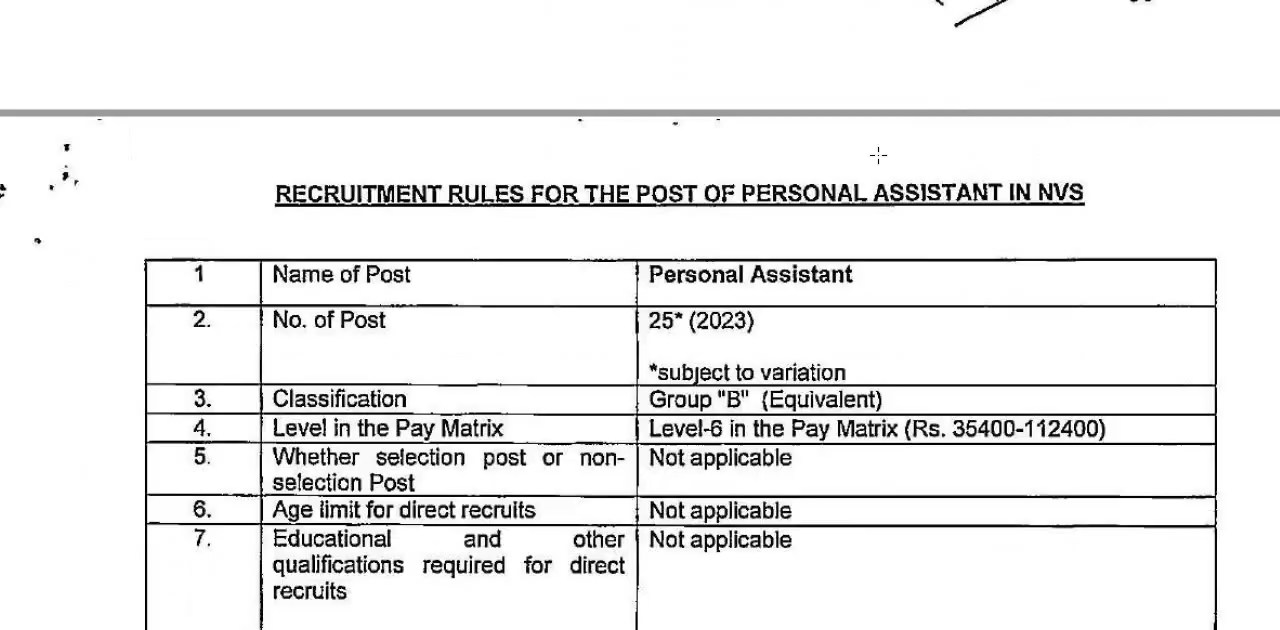 RECRUITMENT RULES FOR THE POST OF PERSONAL ASSISTANT IN NVS
1 Name of Post Personal Assistant
2. No. of Post 25* (2023)
*subject to variation
3. Classification Group "B" (Equivalent)
4. Level in the Pay Matrix Level-6 in the Pay Matrix (Rs. 35400-112400)
5. Whether selection post or non- Not applicable
selection Post
6. Age limit for direct recruits Not applicable
7. Educational and other Not applicable
qualifications required for direct
recruits